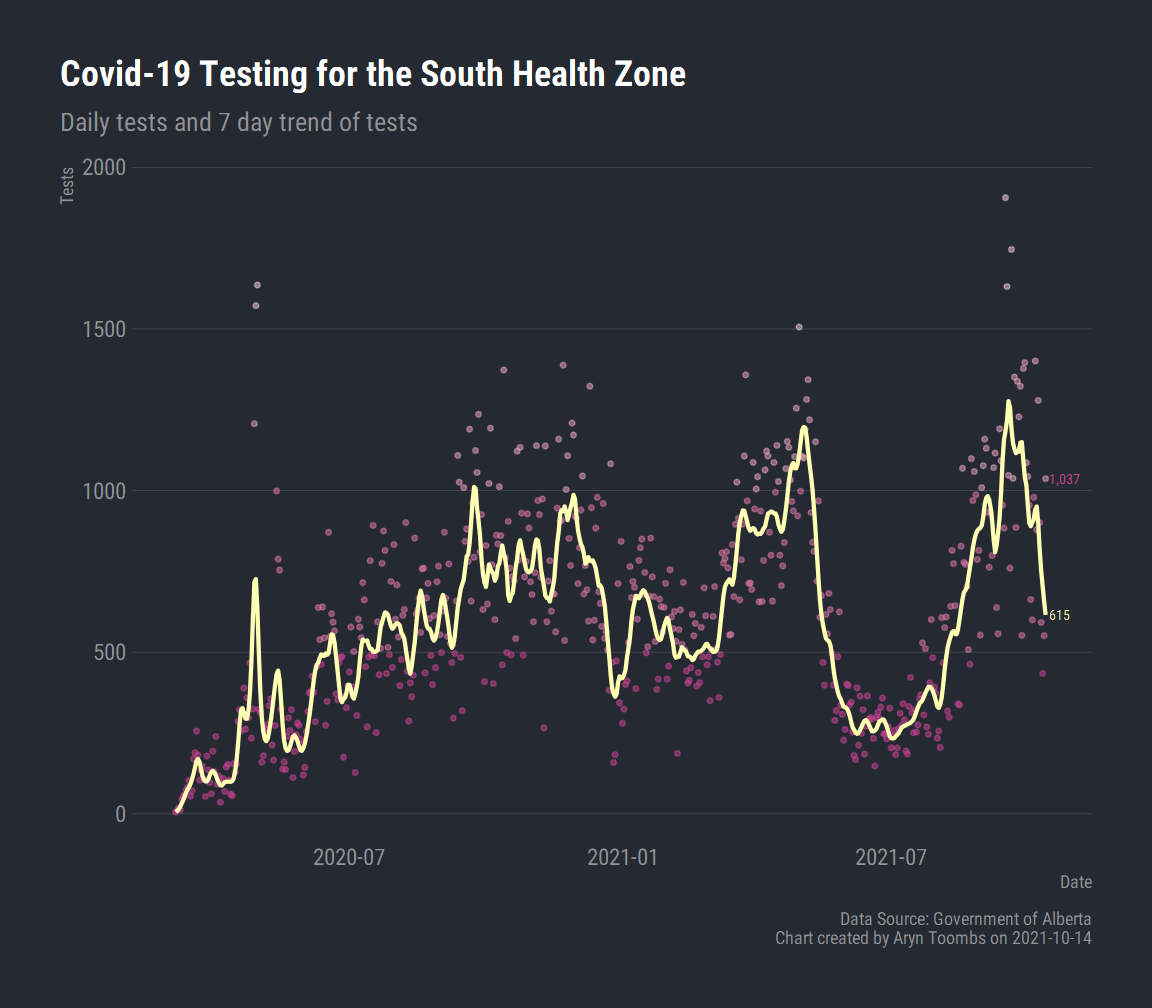 Covid-19 Testing for the South Health Zone
Daily tests and 7 day trend of tests
Tests
2000
1500
1000
500
0
1,037
615
2020-07
2021-01
2021-07
Date
Data Source: Government of Alberta
Chart created by Aryn Toombs on 2021-10-14